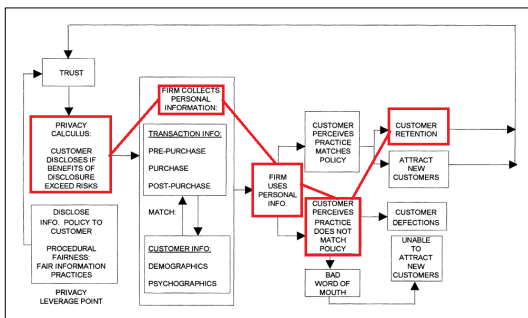 TRUST
PRIVACY
CALCULUS:
CUSTOMER
DISCLOSES IF
BENEFITS OF
DISCLOSURE
EXCEED RISKS
DISCLOSE
INFO. POLICY TO
CUSTOMER
PROCEDURAL
FAIRNESS:
FAIR INFORMATION
PRACTICES
PRIVACY
LEVERAGE POINT
FIRM COLLECTS
PERSONAL
INFORMATION:
TRANSACTION INFO:
PRE-PURCHASE
PURCHASE
POST-PURCHASE
MATCH:
CUSTOMER INFO:
DEMOGRAPHICS
PSYCHOGRAPHICS
FIRM
USES
PERSONAL
INFO.
CUSTOMER
PERCEIVES
PRACTICE
MATCHES
POLICY
CUSTOMER
PERCEIVES
PRACTICE
DOES NOT
MATCH
POLICY
BAD
WORD OF
MOUTH
CUSTOMER
RETENTION
ATTRACT
NEW
CUSTOMERS
CUSTOMER
DEFECTIONS
UNABLE
TO
ATTRACT
NEW
CUSTOMERS